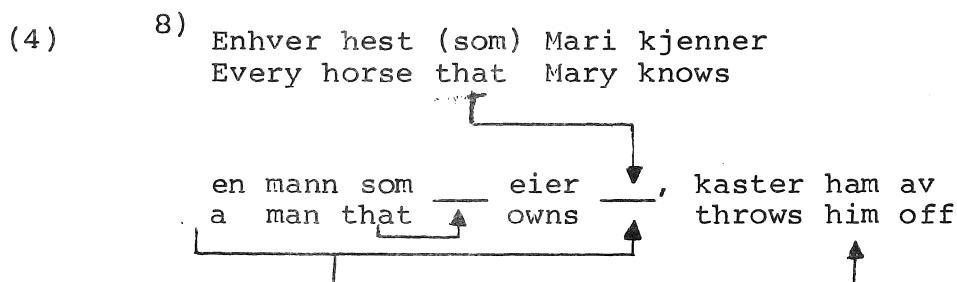 (4) 8) Enhver hest (som) Mari kjenner
Every horse that Mary knows
en mann som ___ eier ___, kaster ham av
a man that owns throws him off